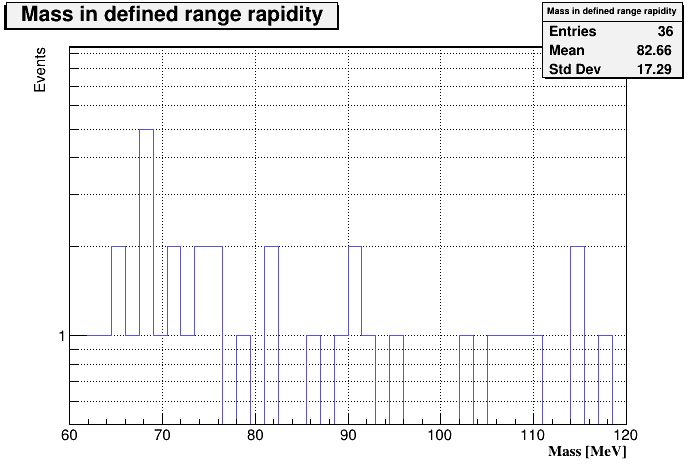 Mass in defined range rapidity
Mass in defined range rapidity
Entries 36
Mean 82.66
Std Dev 17.29
Events
1
60 70 80 90 100 110 120
Mass [MeV]